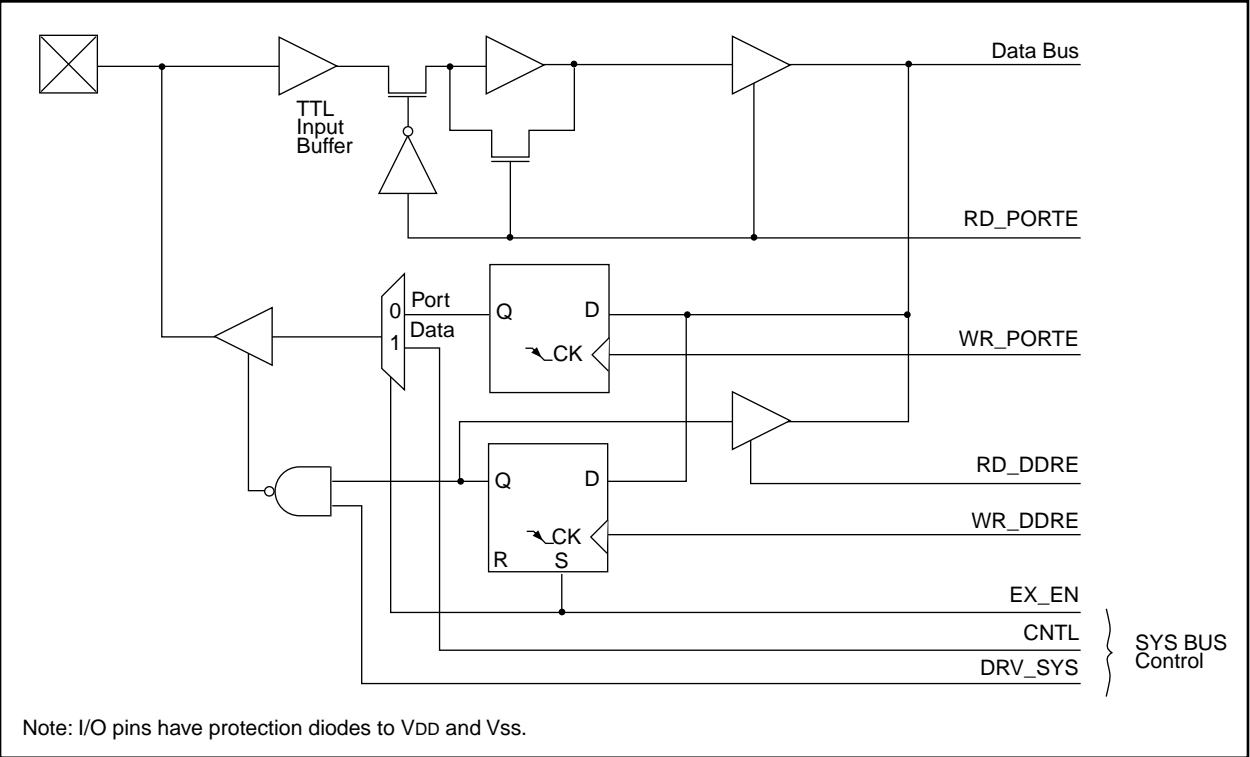 Data Bus
TTL
Input
Buffer
RD_PORTE
0
Port
Data
1
Q
D
CK
WR_PORTE
RD_DDRE
Q
D
CK
R
S
WR_DDRE
EX_EN
CNTL
DRV_SYS
SYS BUS
Control
Note: I/O pins have protection diodes to VDD and Vss.